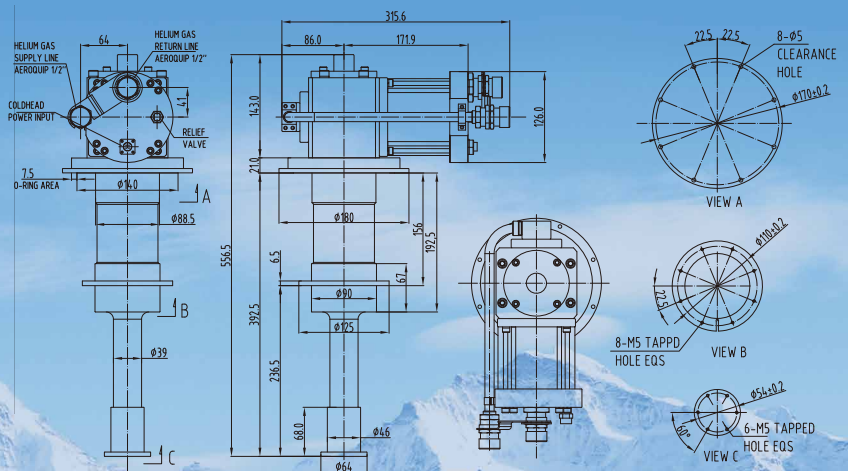 HELIUM GAS
SUPPLY LINE
AEROQUIP 1/2"
64
HELIUM GAS
RETURN LINE
AEROQUIP 1/2"
COLDHEAD
POWER INPUT
41
RELIEF
VALVE
7.5
O-RING AREA
Ø140
A
Ø88.5
B
Ø39
C
315.6
86.0
171.9
143.0
126.0
21.0
Ø180
556.5
156
192.5
6.5
67
Ø90
Ø125
392.5
236.5
68.0
Ø46
Ø64
22.5
22.5
8-Ø5
CLEARANCE
HOLE
Ø170±0.2
VIEW A
Ø110±0.2
22.5
8-M5 TAPPD
HOLE EQS
VIEW B
Ø54±0.2
60°
6-M5 TAPPED
HOLE EQS
VIEW C